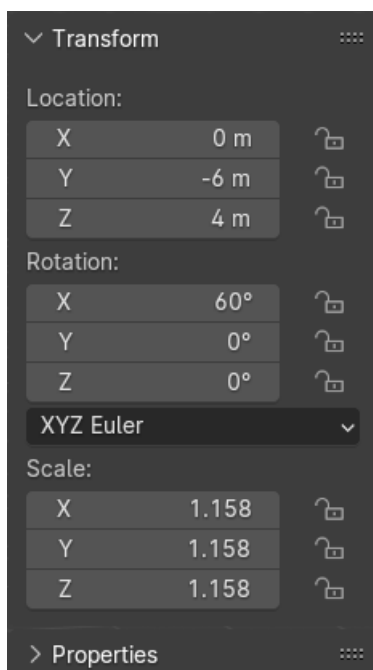 Transform
Location:
X 0 m
Y -6 m
Z 4 m
Rotation:
X 60°
Y 0°
Z 0°
XYZ Euler
Scale:
X 1.158
Y 1.158
Z 1.158
Properties